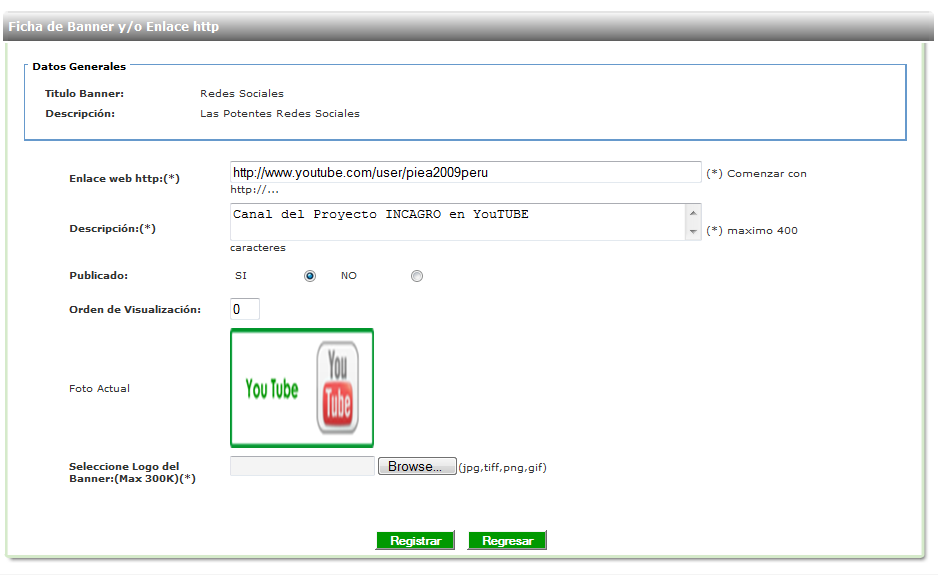 Ficha de Banner y/o Enlace http
Datos Generales
Titulo Banner: Redes Sociales
Descripción: Las Potentes Redes Sociales
Enlace web http:(*) http://www.youtube.com/user/piea2009peru (*) Comenzar con
http://...
Descripción:(*) Canal del Proyecto INCAGRO en YouTUBE (*) maximo 400
caracteres
Publicado: SI NO
Orden de Visualización: 0
Foto Actual
You Tube
You
Tube
Seleccione Logo del
Banner:(Max 300K)(*) Browse... (jpg,tiff,png,gif)
Registrar Regresar